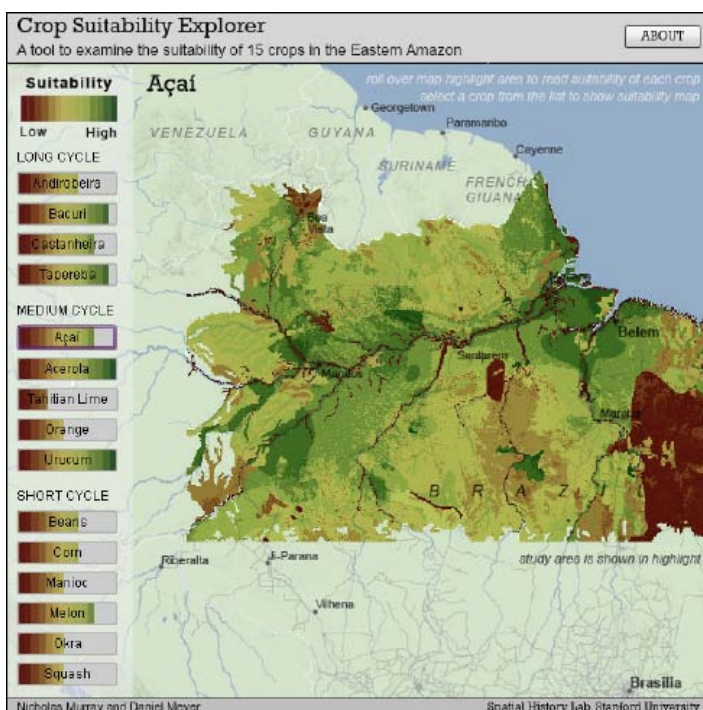 Crop Suitability Explorer
A tool to examine the suitability of 15 crops in the Eastern Amazon
ABOUT
Suitability
Low High
LONG CYCLE
Andirobeira
Bacuri
Castanheira
Tapereba
MEDIUM CYCLE
Açaí
Acerola
Tahitian Lime
Orange
Urucum
SHORT CYCLE
Beans
Corn
Manioc
Melon
Okra
Squash
Açaí
roll over map highlight area to read suitability of each crop
select a crop from the list to show suitability map
Georgetown
VENEZUELA
GUYANA
Paramaribo
SURINAME
Cayenne
FRENCH
GIUANA
Boa
Vista
Belem
Manaus
Santarem
Maraba
BRAZIL
study area is shown in highlight
Riberalta
Ji-Parana
Vilhena
Brasilia
Nicholas Murray and Daniel Meyer
Spatial History Lab Stanford University